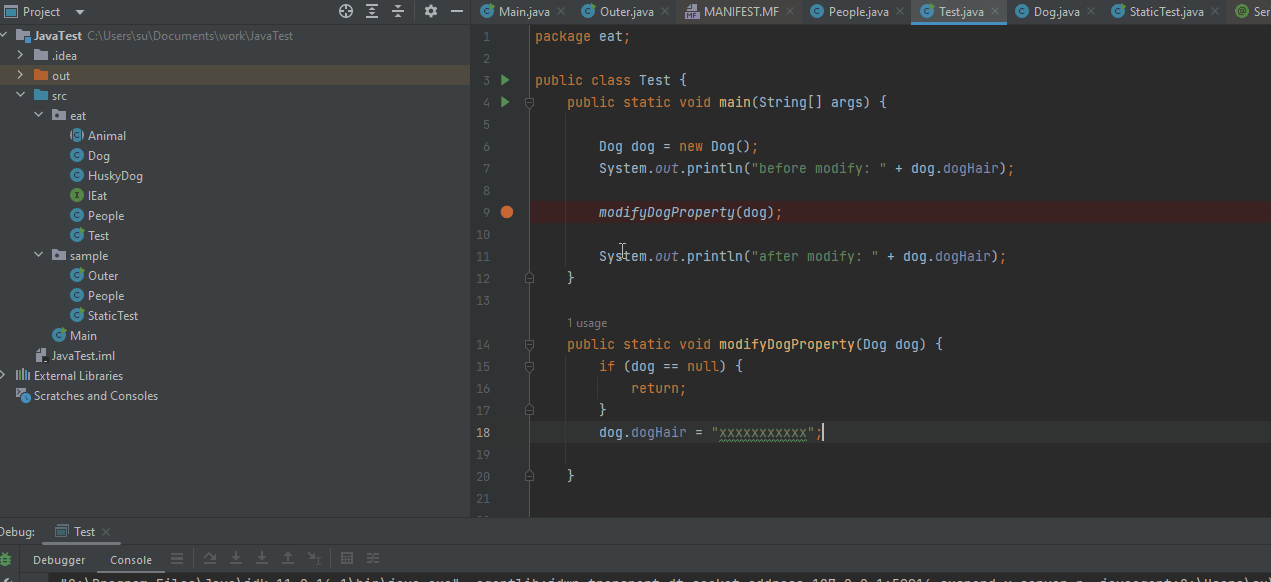 Project
JavaTest C:\Users\su\Documents\work\JavaTest
.idea
out
src
eat
Animal
Dog
HuskyDog
IEat
People
Test
sample
Outer
People
StaticTest
Main
JavaTest.iml
External Libraries
Scratches and Consoles
Main.java
Outer.java
MANIFEST.MF
People.java
Test.java
Dog.java
StaticTest.java
Ser
1 package eat;
2
3 public class Test {
4 public static void main(String[] args) {
5
6 Dog dog = new Dog();
7 System.out.println("before modify: " + dog.dogHair);
8
9 modifyDogProperty(dog);
10
11 System.out.println("after modify: " + dog.dogHair);
12 }
13
1 usage
14 public static void modifyDogProperty(Dog dog) {
15 if (dog == null) {
16 return;
17 }
18 dog.dogHair = "xxxxxxxxxxx";
19
20 }
21
Debug: Test
Debugger Console